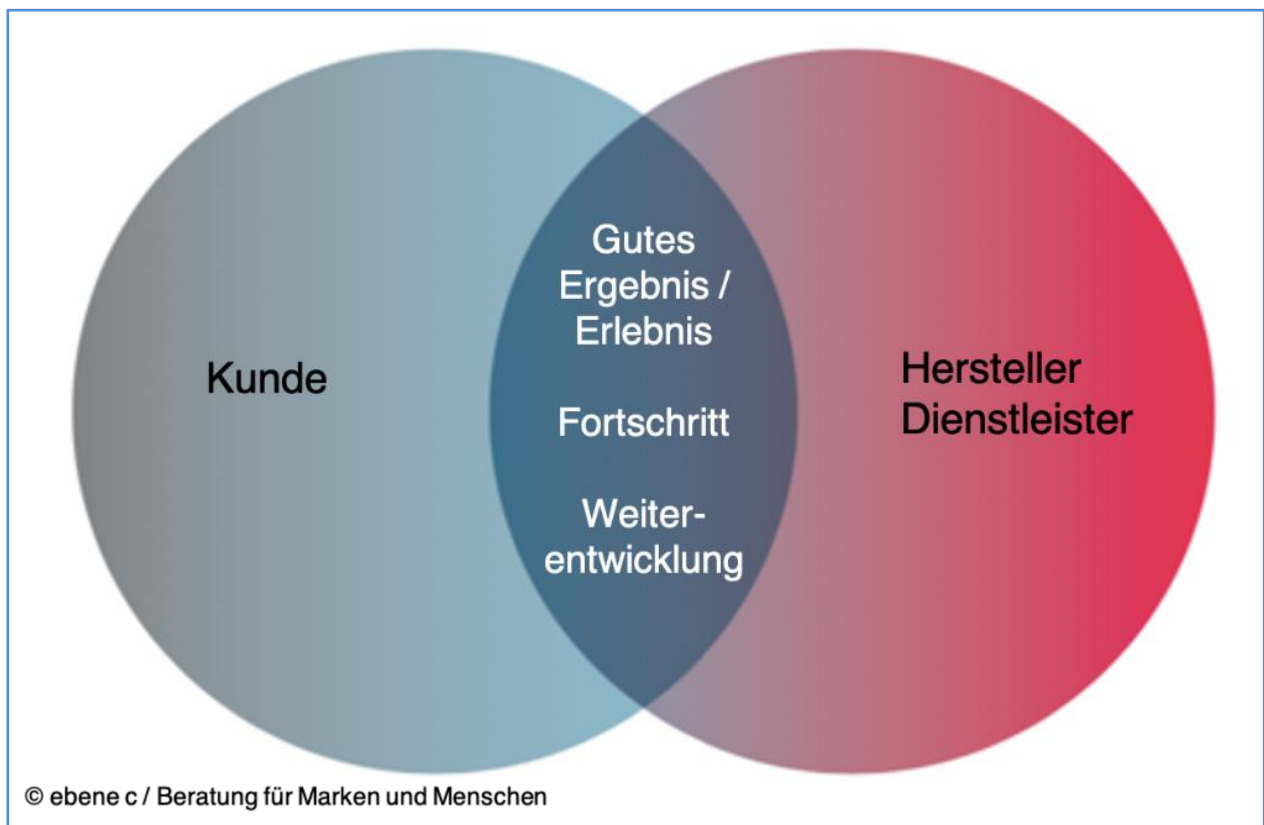 Kunde
Gutes
Ergebnis /
Erlebnis
Fortschritt
Weiter-
entwicklung
Hersteller
Dienstleister
© ebene c / Beratung für Marken und Menschen